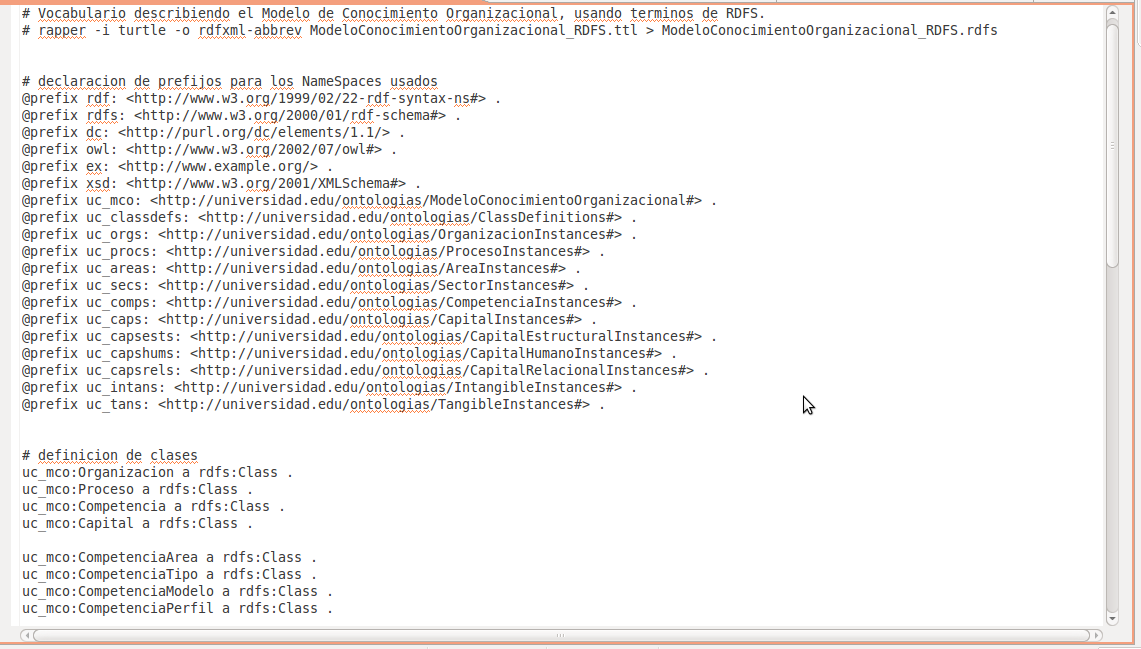 # Vocabulario describiendo el Modelo de Conocimiento Organizacional, usando terminos de RDFS.
# rapper -i turtle -o rdfxml-abbrev ModeloConocimientoOrganizacional_RDFS.ttl > ModeloConocimientoOrganizacional_RDFS.rdfs
# declaracion de prefijos para los NameSpaces usados
@prefix rdf: <http://www.w3.org/1999/02/22-rdf-syntax-ns#> .
@prefix rdfs: <http://www.w3.org/2000/01/rdf-schema#> .
@prefix dc: <http://purl.org/dc/elements/1.1/> .
@prefix owl: <http://www.w3.org/2002/07/owl#> .
@prefix ex: <http://www.example.org/> .
@prefix xsd: <http://www.w3.org/2001/XMLSchema#> .
@prefix uc_mco: <http://universidad.edu/ontologias/ModeloConocimientoOrganizacional#> .
@prefix uc_classdefs: <http://universidad.edu/ontologias/ClassDefinitions#> .
@prefix uc_orgs: <http://universidad.edu/ontologias/OrganizacionInstances#> .
@prefix uc_procs: <http://universidad.edu/ontologias/ProcesoInstances#> .
@prefix uc_areas: <http://universidad.edu/ontologias/AreaInstances#> .
@prefix uc_secs: <http://universidad.edu/ontologias/SectorInstances#> .
@prefix uc_comps: <http://universidad.edu/ontologias/CompetenciaInstances#> .
@prefix uc_caps: <http://universidad.edu/ontologias/CapitalInstances#> .
@prefix uc_capsests: <http://universidad.edu/ontologias/CapitalEstructuralInstances#> .
@prefix uc_capshums: <http://universidad.edu/ontologias/CapitalHumanoInstances#> .
@prefix uc_capsrels: <http://universidad.edu/ontologias/CapitalRelacionalInstances#> .
@prefix uc_intans: <http://universidad.edu/ontologias/IntangibleInstances#> .
@prefix uc_tans: <http://universidad.edu/ontologias/TangibleInstances#> .
# definicion de clases
uc_mco:Organizacion a rdfs:Class .
uc_mco:Proceso a rdfs:Class .
uc_mco:Competencia a rdfs:Class .
uc_mco:Capital a rdfs:Class .
uc_mco:CompetenciaArea a rdfs:Class .
uc_mco:CompetenciaTipo a rdfs:Class .
uc_mco:CompetenciaModelo a rdfs:Class .
uc_mco:CompetenciaPerfil a rdfs:Class .